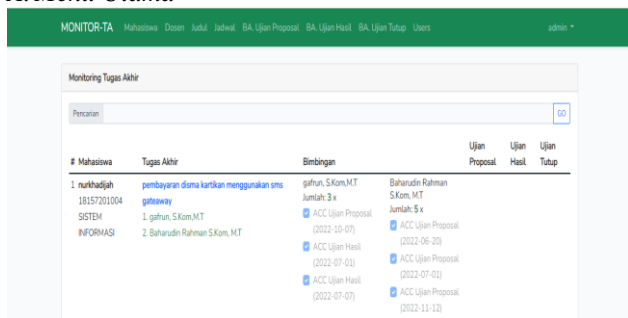 A. Menu Utama
MONITOR-TA Mahasiswa Dosen Judul Jadwal BA. Ujian Proposal BA. Ujian Hasil BA. Ujian Tutup Users admin
Monitoring Tugas Akhir
Pencarian GO
# Mahasiswa Tugas Akhir Bimbingan Ujian Proposal Ujian Hasil Ujian Tutup
1 nurkhadijah
18157201004
SISTEM
INFORMASI
pembayaran disma kartikan menggunakan sms
gateaway
1. gafrun, S.Kom,M.T
2. Baharudin Rahman S.Kom, M.T
gafrun, S.Kom,M.T
Jumlah: 3 x
ACC Ujian Proposal
(2022-10-07)
ACC Ujian Hasil
(2022-07-01)
ACC Ujian Hasil
(2022-07-07)
Baharudin Rahman
S.Kom, M.T
Jumlah: 5 x
ACC Ujian Proposal
(2022-06-20)
ACC Ujian Proposal
(2022-07-01)
ACC Ujian Proposal
(2022-11-12)